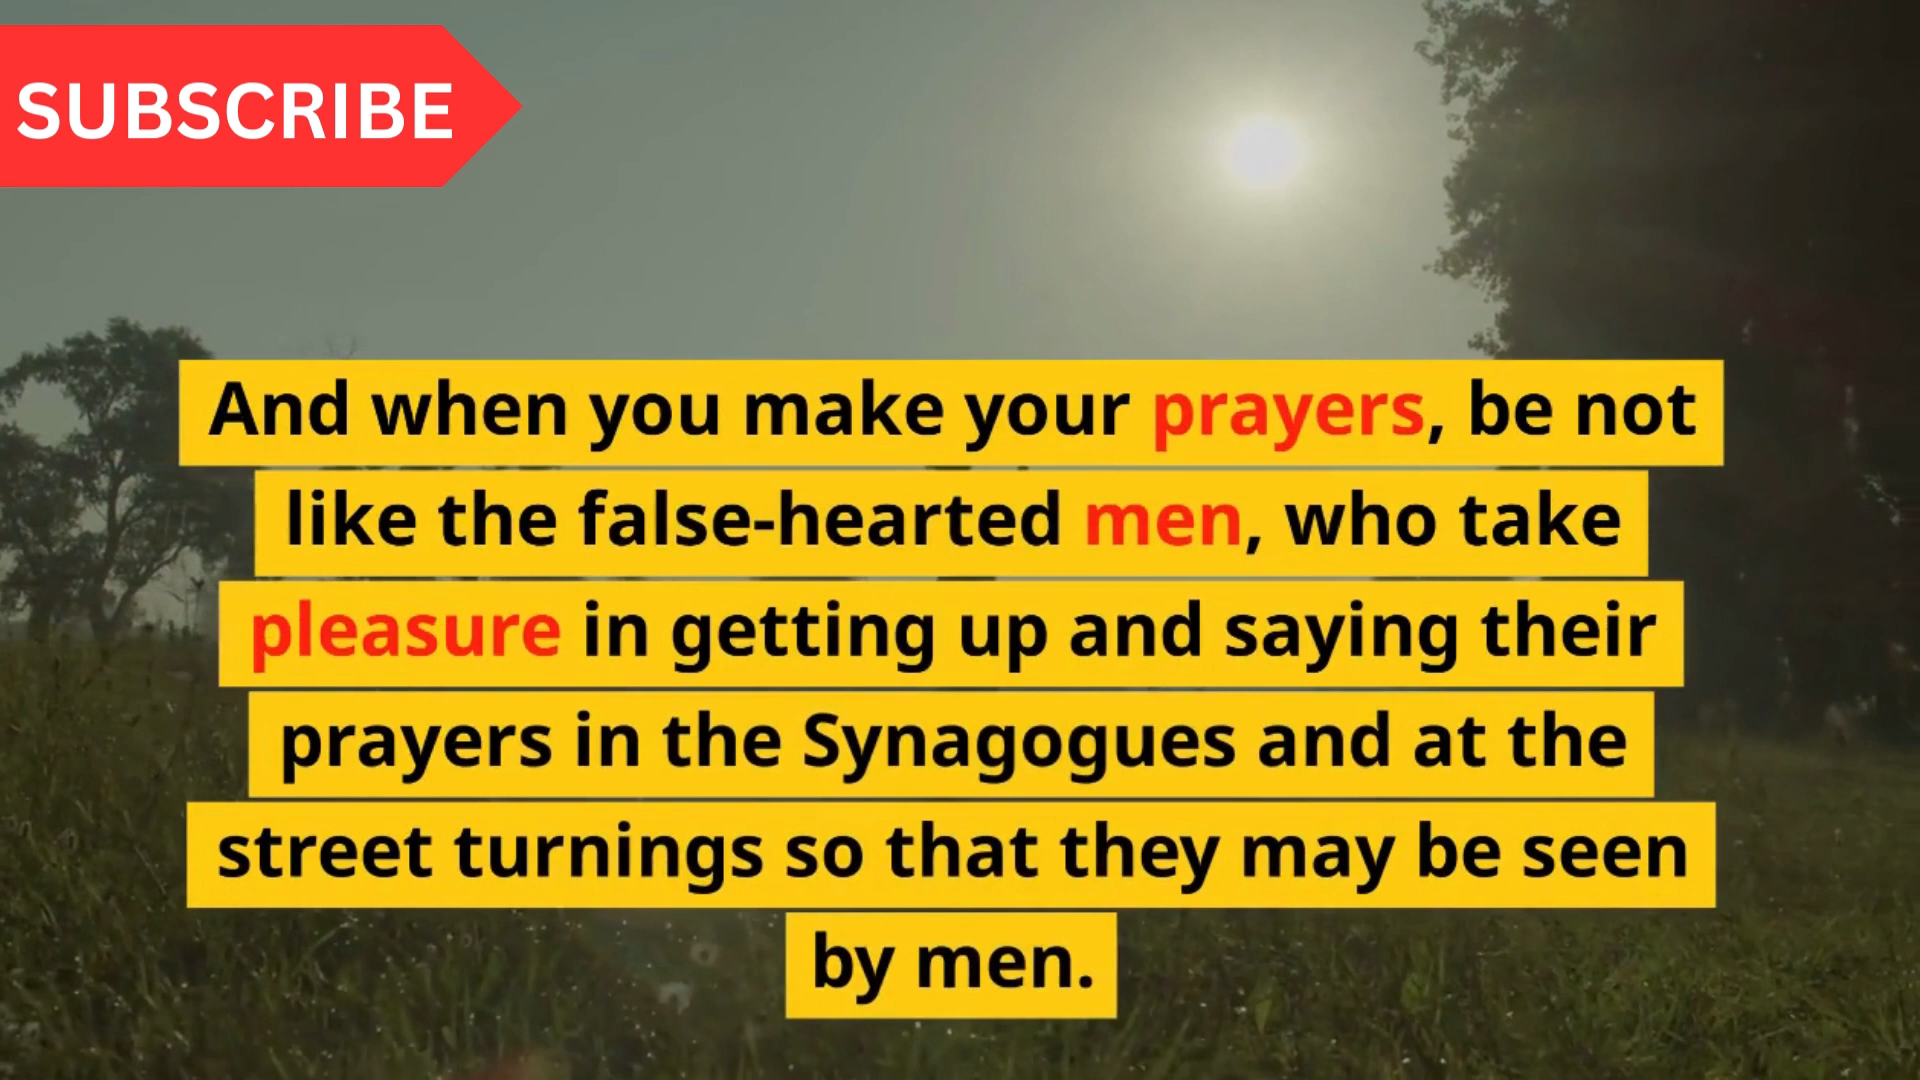 SUBSCRIBE
And when you make your prayers, be not
like the false-hearted men, who take
pleasure in getting up and saying their
prayers in the Synagogues and at the
street turnings so that they may be seen
by men.